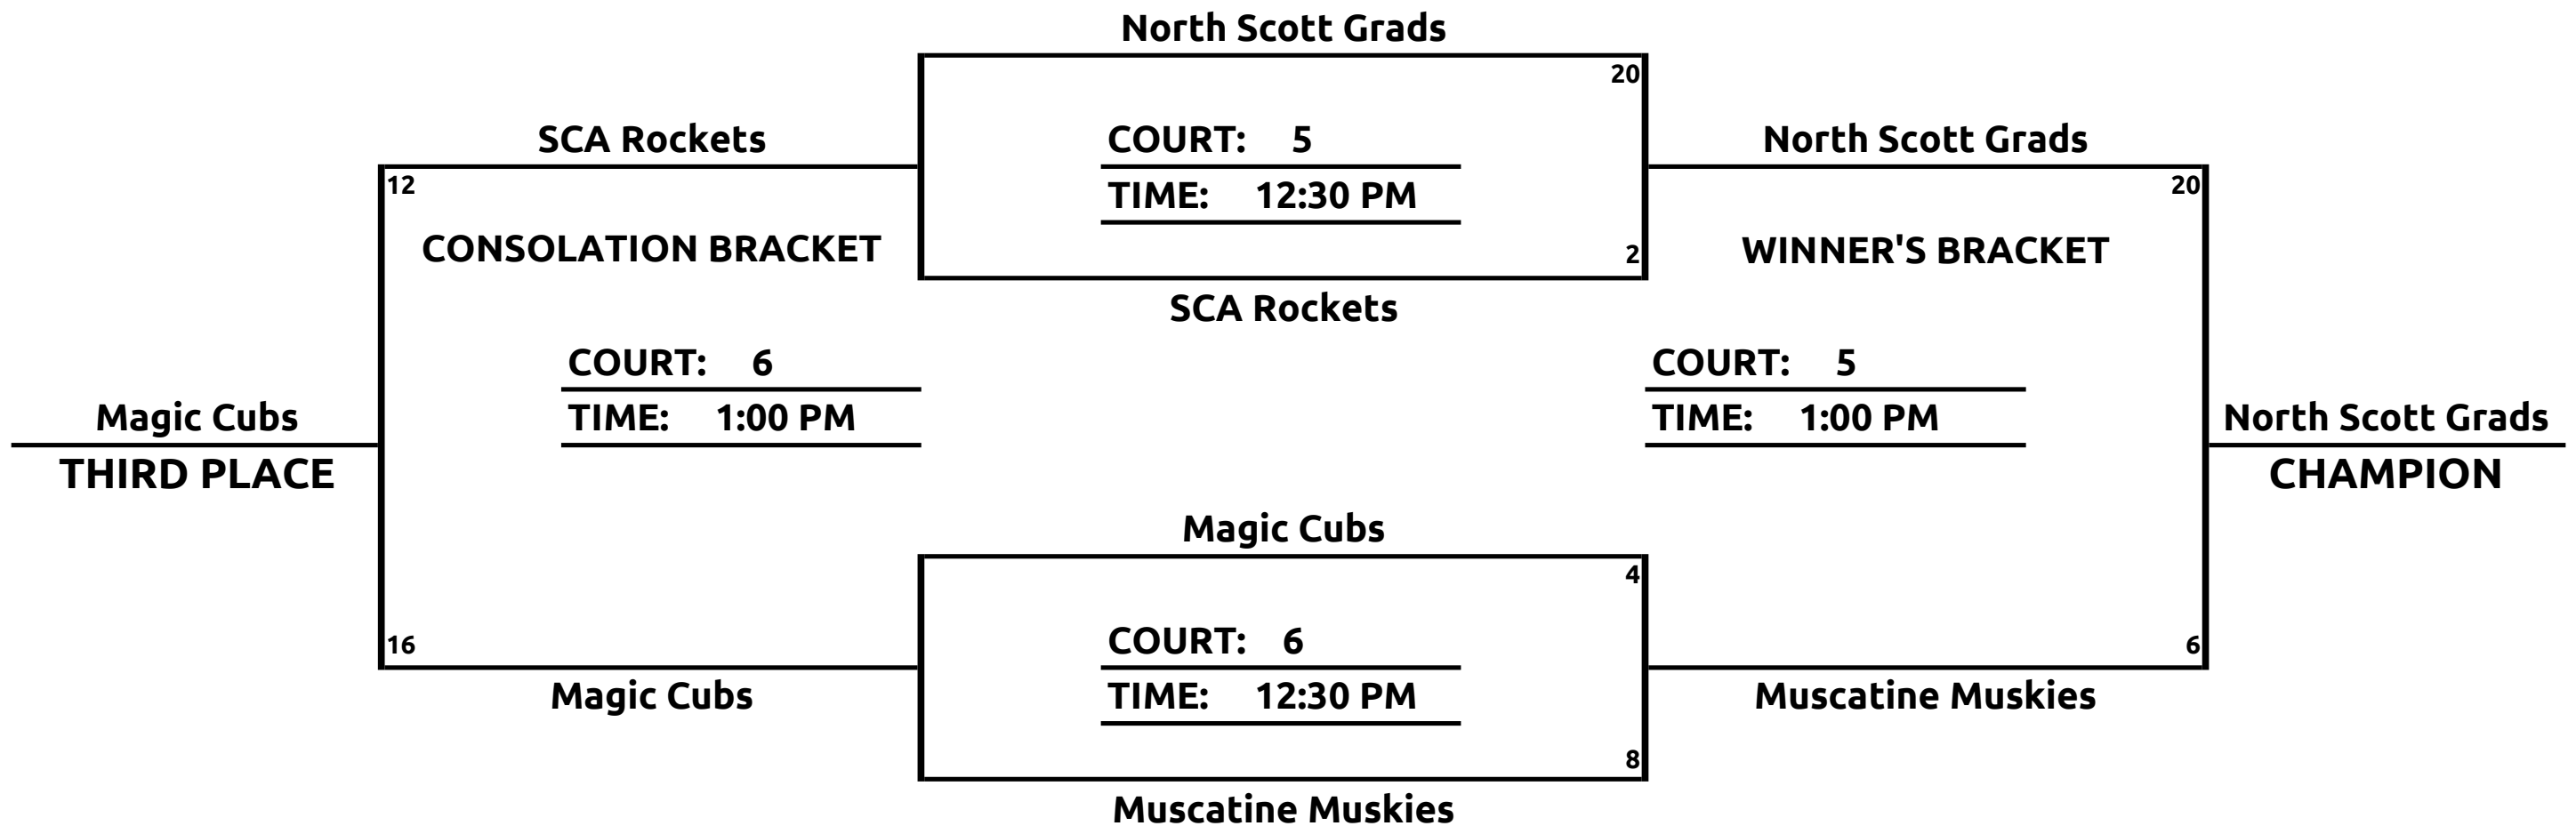 North Scott Grads
20
SCA Rockets
COURT: 5
North Scott Grads
12
TIME: 12:30 PM
20
CONSOLATION BRACKET
2
WINNER'S BRACKET
SCA Rockets
COURT: 6
COURT: 5
Magic Cubs
TIME: 1:00 PM
TIME: 1:00 PM
North Scott Grads
THIRD PLACE
CHAMPION
Magic Cubs
4
16
COURT: 6
6
Magic Cubs
TIME: 12:30 PM
Muscatine Muskies
8
Muscatine Muskies